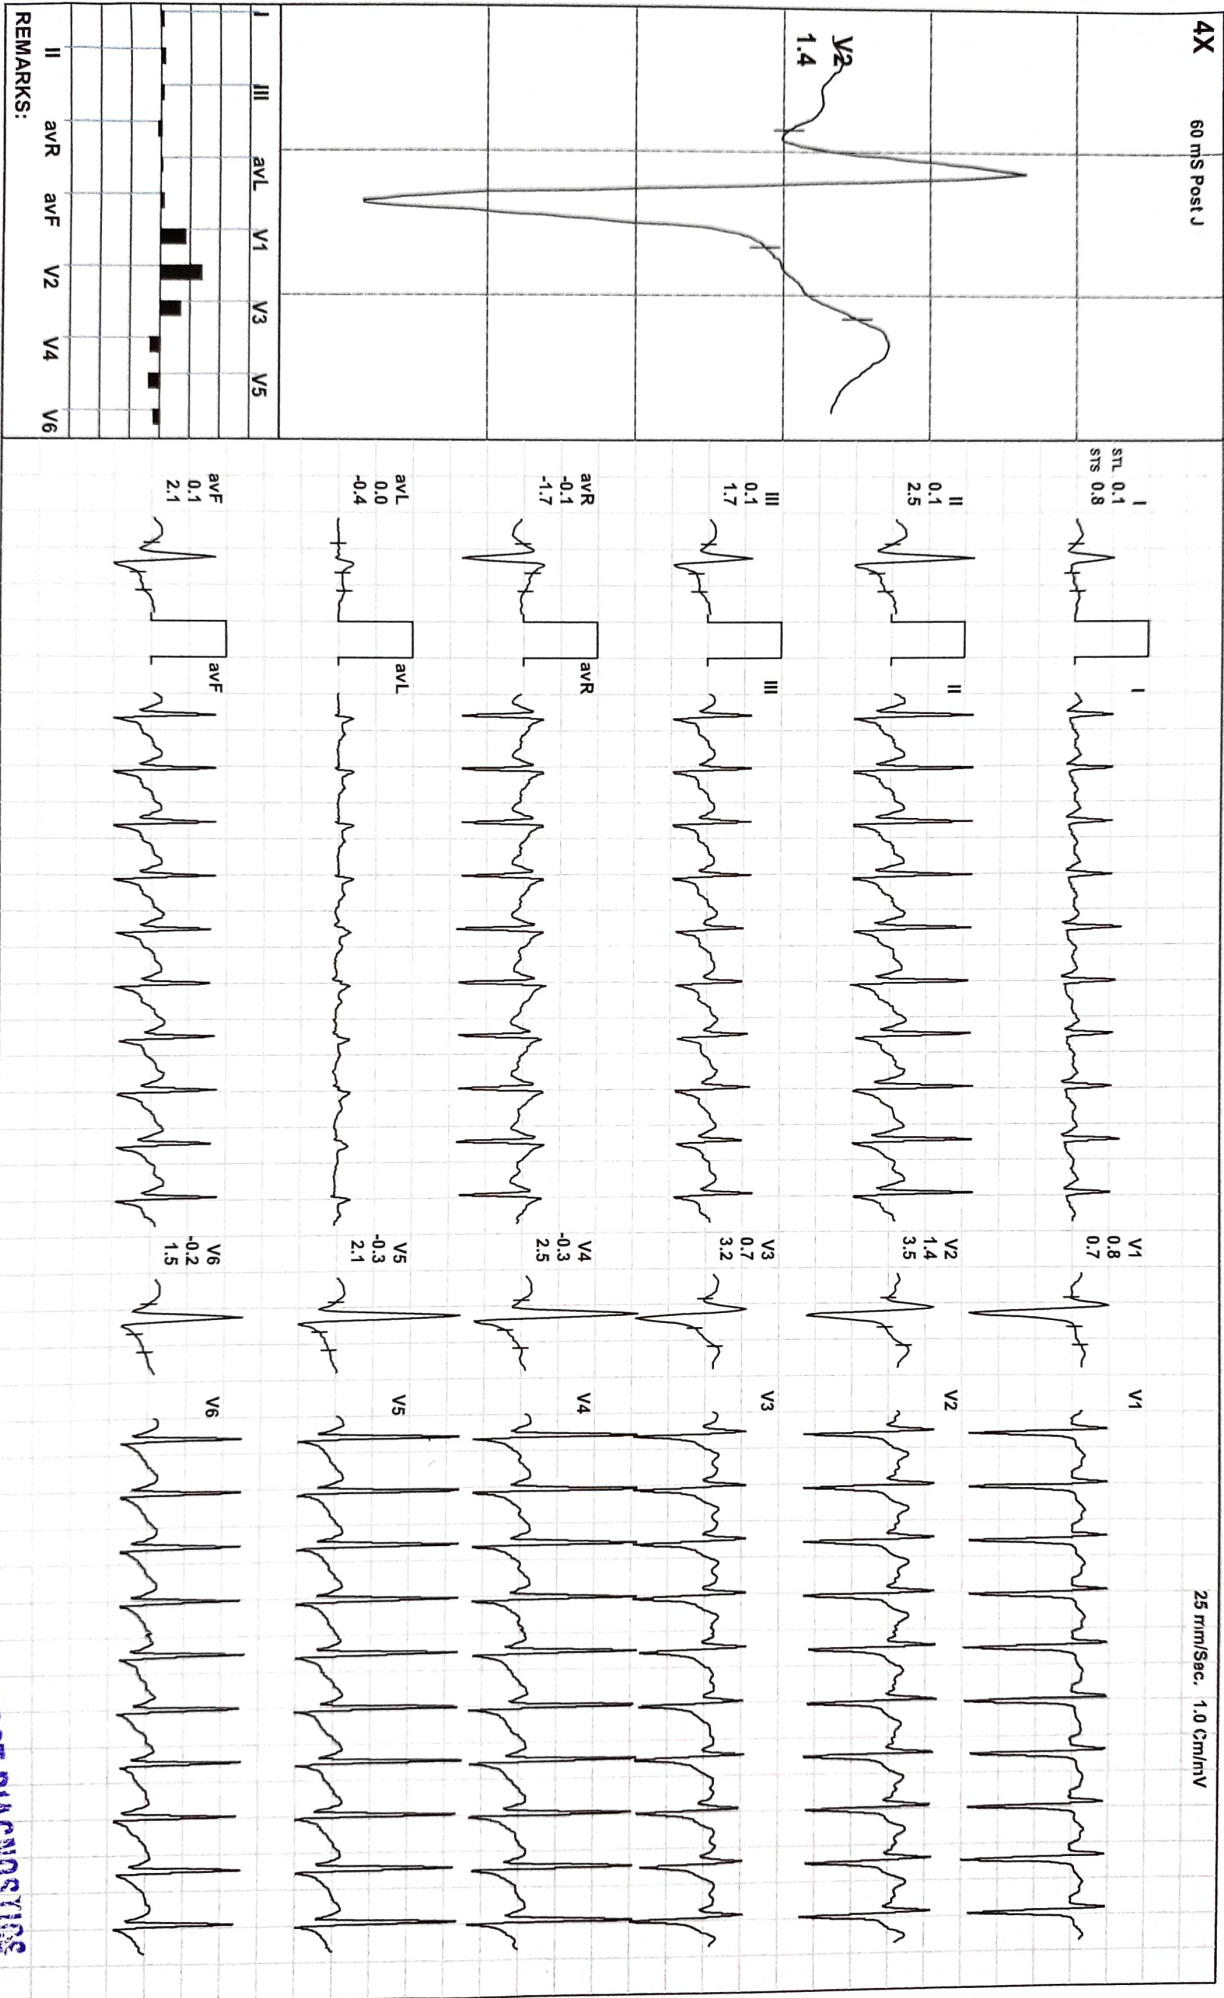 4X
60 mS Post J
25 mm/Sec. 1.0 Cm/mV
V2
1.4
I
STL 0.1
STS 0.8
I
V1
0.8
0.7
V1
II
0.1
2.5
II
V2
1.4
3.5
V2
III
0.1
1.7
III
V3
0.7
3.2
V3
avR
-0.1
-1.7
avR
V4
-0.3
2.5
V4
avL
0.0
-0.4
avL
V5
-0.3
2.1
V5
avF
0.1
2.1
avF
V6
-0.2
1.5
V6
I III avL V1 V3 V5
II avR avF V2 V4 V6
REMARKS:
DIAGNOSTICS